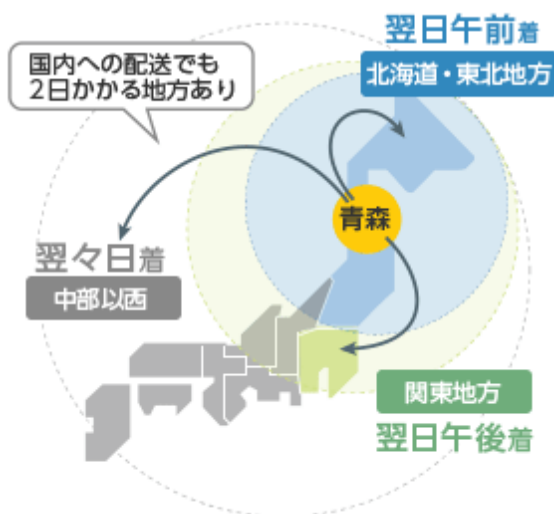 翌日午前着
北海道・東北地方
国内への配送でも
2日かかる地方あり
青森
翌々日着
中部以西
関東地方
翌日午後着